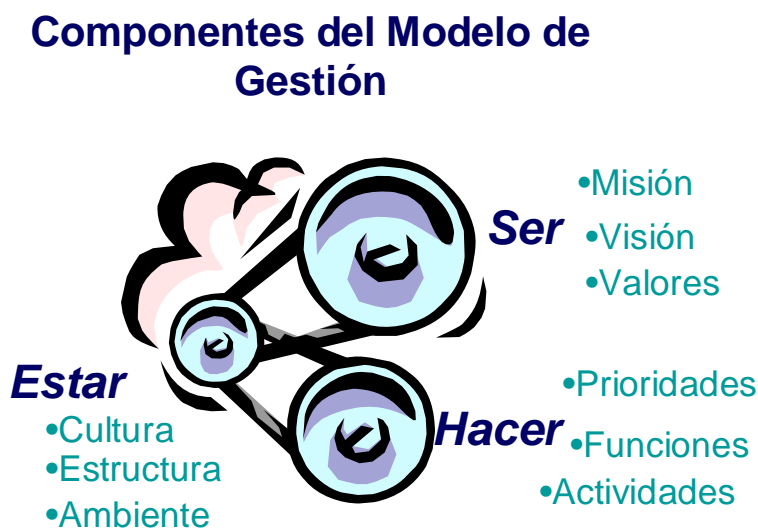 Componentes del Modelo de
Gestión
Ser
•Misión
•Visión
•Valores
Estar
•Cultura
•Estructura
•Ambiente
Hacer
•Prioridades
•Funciones
•Actividades